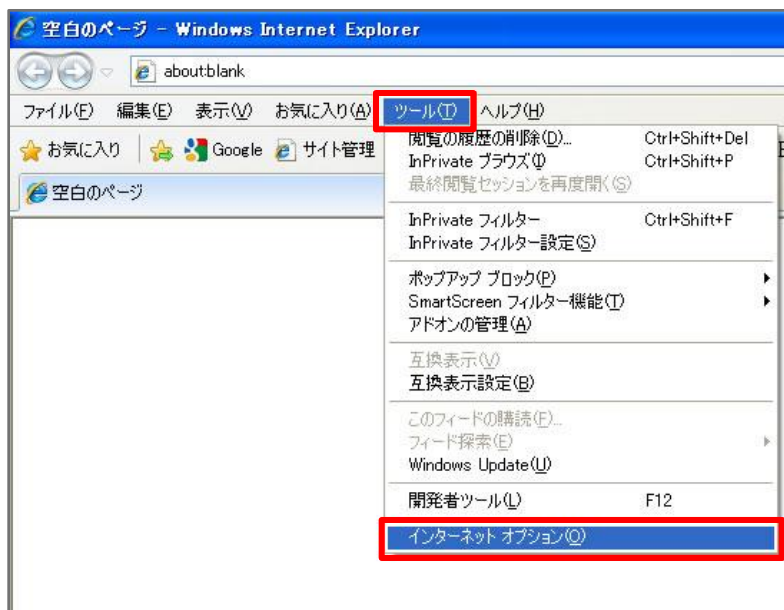 空白のページ - Windows Internet Explorer
about:blank
ファイル(F) 編集(E) 表示(V) お気に入り(A) ツール(T) ヘルプ(H)
お気に入り Google サイト管理
空白のページ
閲覧の履歴の削除(D)... Ctrl+Shift+Del
InPrivate ブラウズ(I) Ctrl+Shift+P
最終閲覧セッションを再度開く(S)
InPrivate フィルター Ctrl+Shift+F
InPrivate フィルター設定(S)
ポップアップ ブロック(P)
SmartScreen フィルター機能(T)
アドオンの管理(A)
互換表示(V)
互換表示設定(B)
このフィードの購読(F)...
フィード探索(E)
Windows Update(U)
開発者ツール(L) F12
インターネット オプション(O)